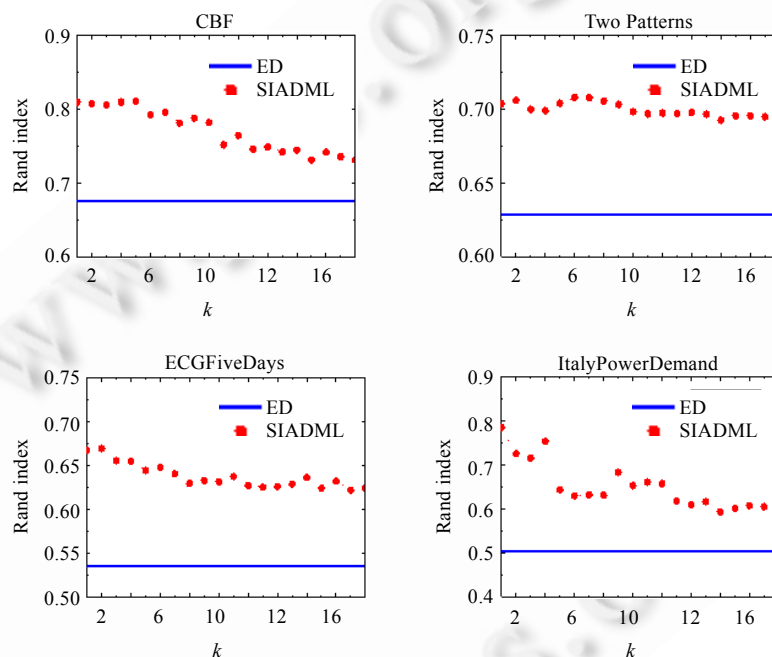 CBF
0.9
0.8
0.7
0.6
Rand index
ED
SIADML
2 6 10 12 16
k
Two Patterns
0.75
0.70
0.65
0.60
Rand index
ED
SIADML
2 6 10 12 16
k
ECGFiveDays
0.75
0.70
0.65
0.60
0.55
0.50
Rand index
ED
SIADML
2 6 10 12 16
k
ItalyPowerDemand
0.9
0.8
0.7
0.6
0.5
0.4
Rand index
ED
SIADML
2 6 10 12 16
k